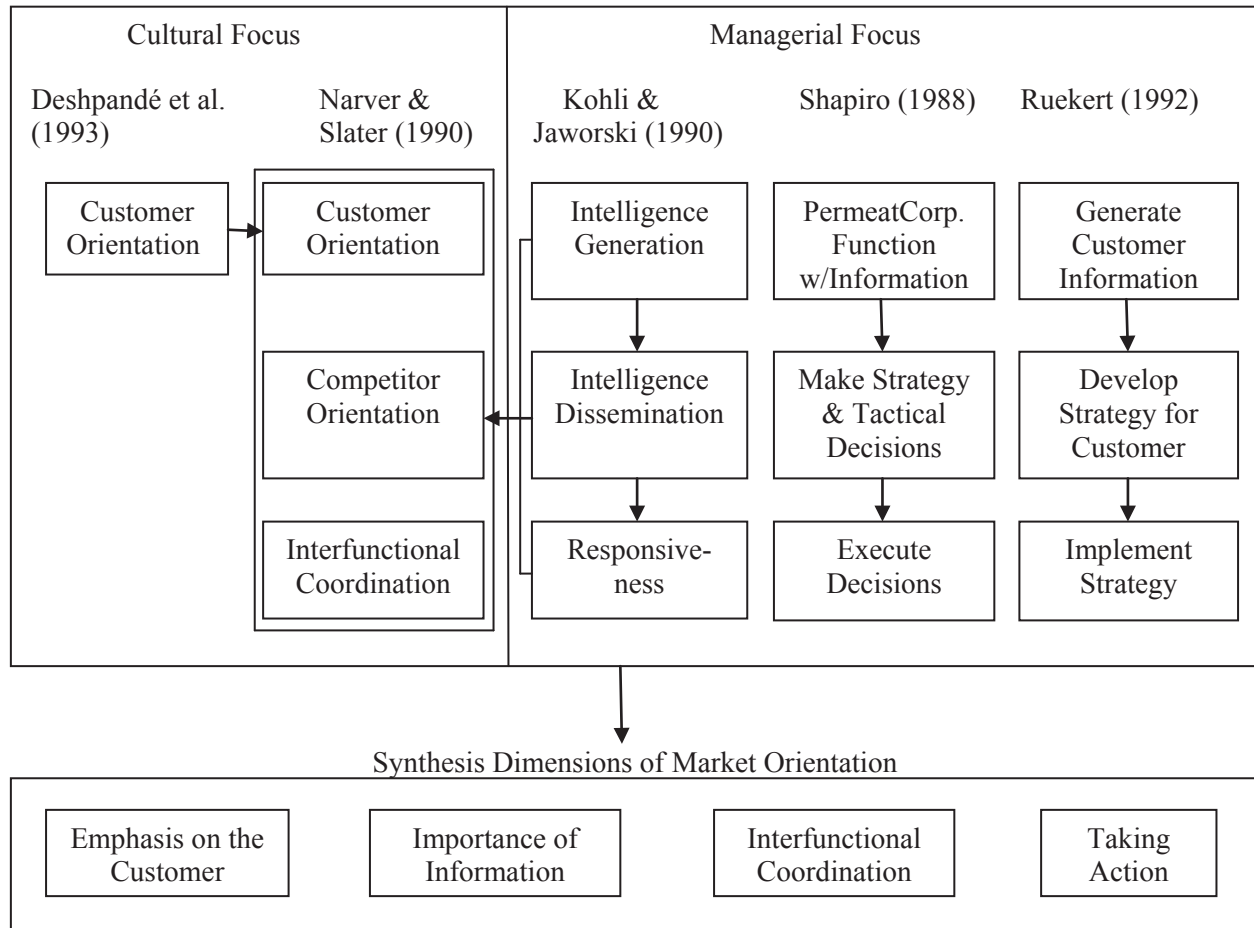 Cultural Focus
Managerial Focus
Deshpandé et al.
(1993)
Narver &
Slater (1990)
Kohli &
Jaworski (1990)
Shapiro (1988)
Ruekert (1992)
Customer
Orientation
Customer
Orientation
Intelligence
Generation
PermeatCorp.
Function
w/Information
Generate
Customer
Information
Competitor
Orientation
Intelligence
Dissemination
Make Strategy
& Tactical
Decisions
Develop
Strategy for
Customer
Interfunctional
Coordination
Responsive-
ness
Execute
Decisions
Implement
Strategy
Synthesis Dimensions of Market Orientation
Emphasis on the
Customer
Importance of
Information
Interfunctional
Coordination
Taking
Action